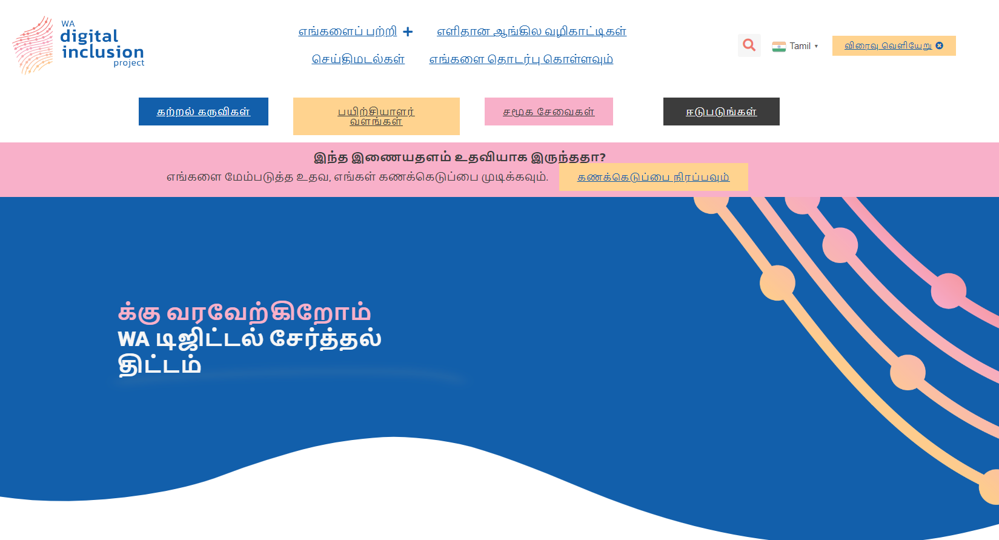 WA
digital
inclusion
project
எங்களைப் பற்றி
எளிதான ஆங்கில வழிகாட்டிகள்
செய்திமடல்கள்
எங்களை தொடர்பு கொள்ளவும்
Tamil
விரைவு வெளியேறு
கற்றல் கருவிகள்
பயிற்சியாளர்
வளங்கள்
சமூக சேவைகள்
ஈடுபடுங்கள்
இந்த இணையதளம் உதவியாக இருந்ததா?
எங்களை மேம்படுத்த உதவ, எங்கள் கணக்கெடுப்பை முடிக்கவும்.
கணக்கெடுப்பை நிரப்பவும்
க்கு வரவேற்கிறோம்
WA டிஜிட்டல் சேர்த்தல்
திட்டம்